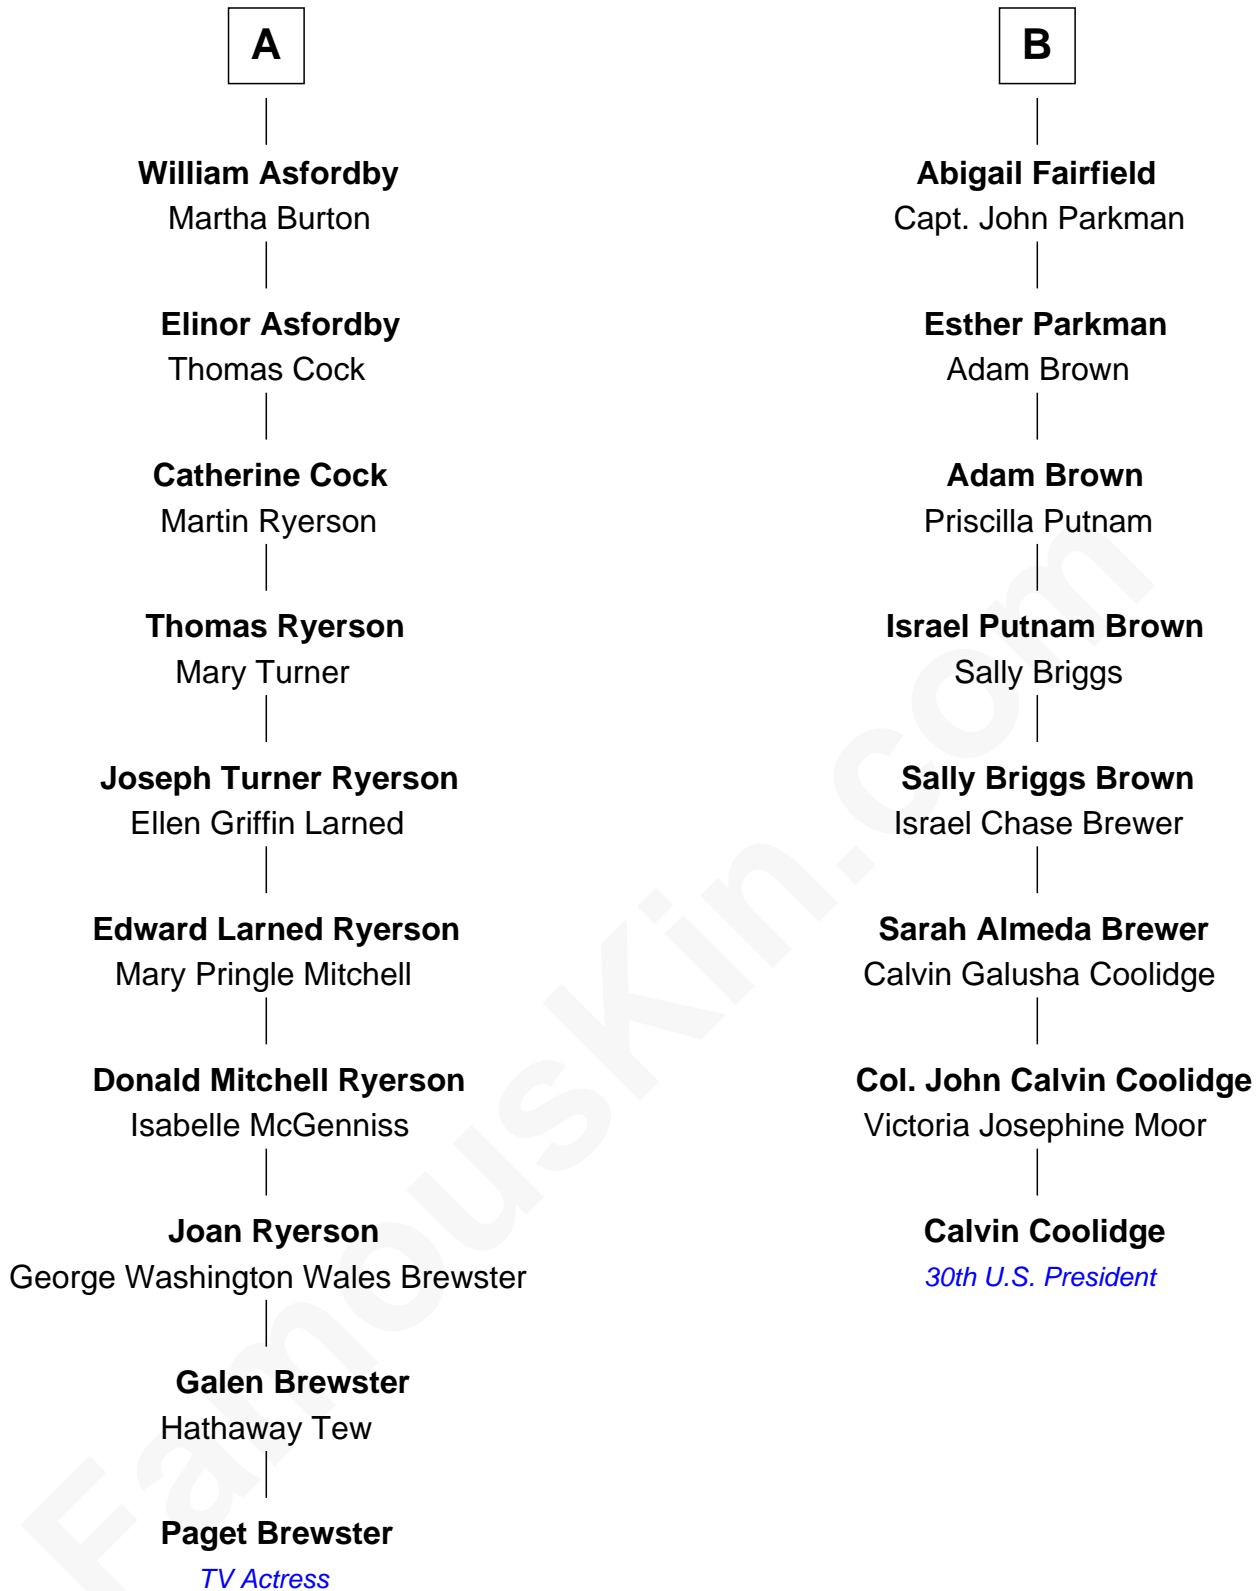 A
William Asfordby
Martha Burton
Elinor Asfordby
Thomas Cock
Catherine Cock
Martin Ryerson
Thomas Ryerson
Mary Turner
Joseph Turner Ryerson
Ellen Griffin Larned
Edward Larned Ryerson
Mary Pringle Mitchell
Donald Mitchell Ryerson
Isabelle McGenniss
Joan Ryerson
George Washington Wales Brewster
Galen Brewster
Hathaway Tew
Paget Brewster
TV Actress
B
Abigail Fairfield
Capt. John Parkman
Esther Parkman
Adam Brown
Adam Brown
Priscilla Putnam
Israel Putnam Brown
Sally Briggs
Sally Briggs Brown
Israel Chase Brewer
Sarah Almeda Brewer
Calvin Galusha Coolidge
Col. John Calvin Coolidge
Victoria Josephine Moor
Calvin Coolidge
30th U.S. President
FamousKin.com